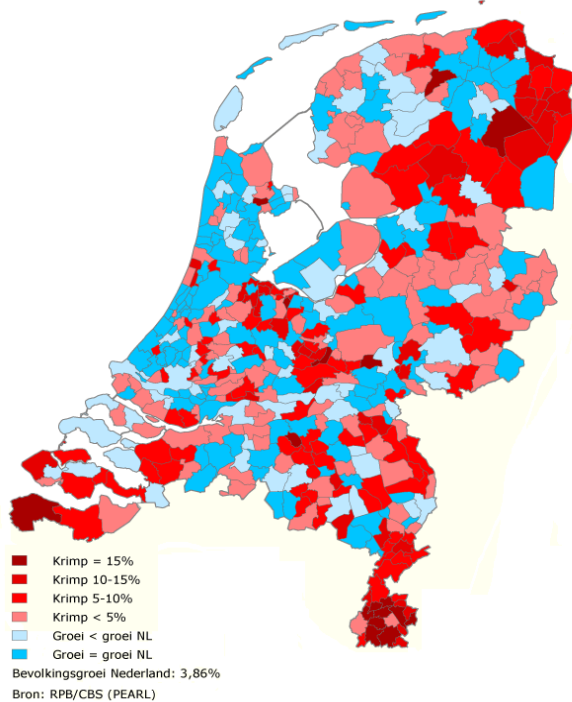 Krimp = 15%
Krimp 10-15%
Krimp 5-10%
Krimp < 5%
Groei < groei NL
Groei = groei NL
Bevolkingsgroei Nederland: 3,86%
Bron: RPB/CBS (PEARL)